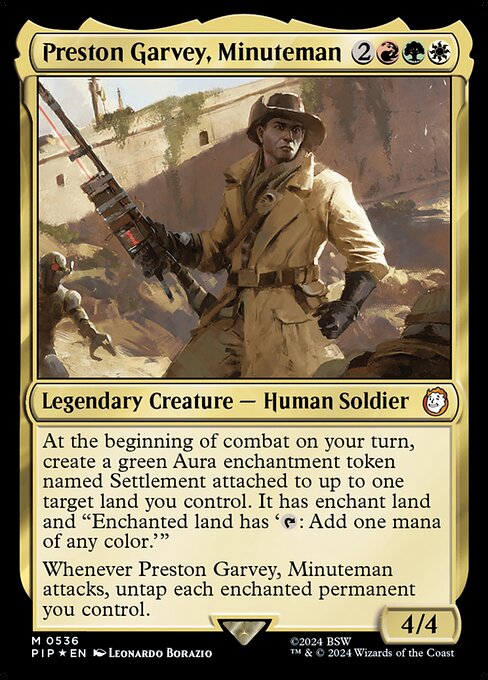 Preston Garvey, Minuteman 2
Legendary Creature — Human Soldier
At the beginning of combat on your turn,
create a green Aura enchantment token
named Settlement attached to up to one
target land you control. It has enchant land
and “Enchanted land has ‘: Add one mana
of any color.’”
Whenever Preston Garvey, Minuteman
attacks, untap each enchanted permanent
you control.
4/4
M 0536
PIP ★ EN Leonardo Borazio
©2024 BSW
™ & © 2024 Wizards of the Coast